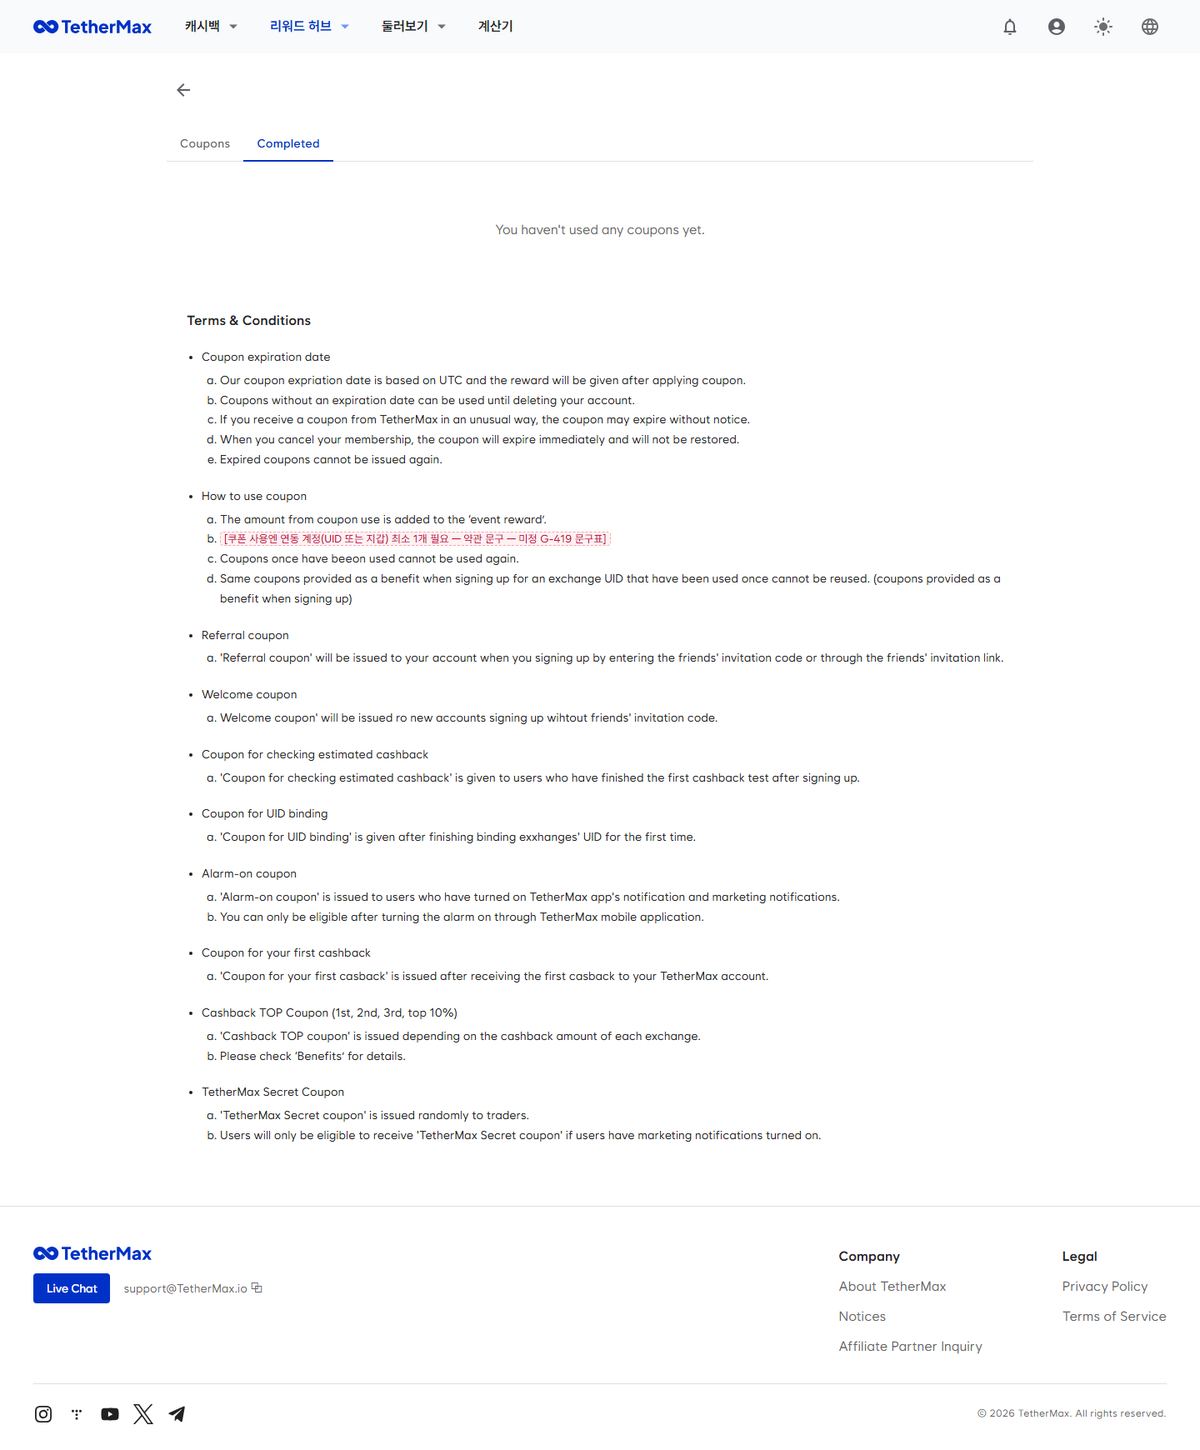 TetherMax
캐시백
리워드 허브
둘러보기
계산기
Coupons
Completed
You haven't used any coupons yet.
Terms & Conditions
• Coupon expiration date
a. Our coupon expriation date is based on UTC and the reward will be given after applying coupon.
b. Coupons without an expiration date can be used until deleting your account.
c. If you receive a coupon from TetherMax in an unusual way, the coupon may expire without notice.
d. When you cancel your membership, the coupon will expire immediately and will not be restored.
e. Expired coupons cannot be issued again.
• How to use coupon
a. The amount from coupon use is added to the 'event reward'.
b. [쿠폰 사용엔 연동 계정(UID 또는 지갑) 최소 1개 필요 — 약관 문구 — 미정 G-419 문구표]
c. Coupons once have beeon used cannot be used again.
d. Same coupons provided as a benefit when signing up for an exchange UID that have been used once cannot be reused. (coupons provided as a
benefit when signing up)
• Referral coupon
a. 'Referral coupon' will be issued to your account when you signing up by entering the friends' invitation code or through the friends' invitation link.
• Welcome coupon
a. Welcome coupon' will be issued ro new accounts signing up wihtout friends' invitation code.
• Coupon for checking estimated cashback
a. 'Coupon for checking estimated cashback' is given to users who have finished the first cashback test after signing up.
• Coupon for UID binding
a. 'Coupon for UID binding' is given after finishing binding exxhanges' UID for the first time.
• Alarm-on coupon
a. 'Alarm-on coupon' is issued to users who have turned on TetherMax app's notification and marketing notifications.
b. You can only be eligible after turning the alarm on through TetherMax mobile application.
• Coupon for your first cashback
a. 'Coupon for your first casback' is issued after receiving the first casback to your TetherMax account.
• Cashback TOP Coupon (1st, 2nd, 3rd, top 10%)
a. 'Cashback TOP coupon' is issued depending on the cashback amount of each exchange.
b. Please check 'Benefits' for details.
• TetherMax Secret Coupon
a. 'TetherMax Secret coupon' is issued randomly to traders.
b. Users will only be eligible to receive 'TetherMax Secret coupon' if users have marketing notifications turned on.
TetherMax
Live Chat
support@TetherMax.io
Company
About TetherMax
Notices
Affiliate Partner Inquiry
Legal
Privacy Policy
Terms of Service
© 2026 TetherMax. All rights reserved.